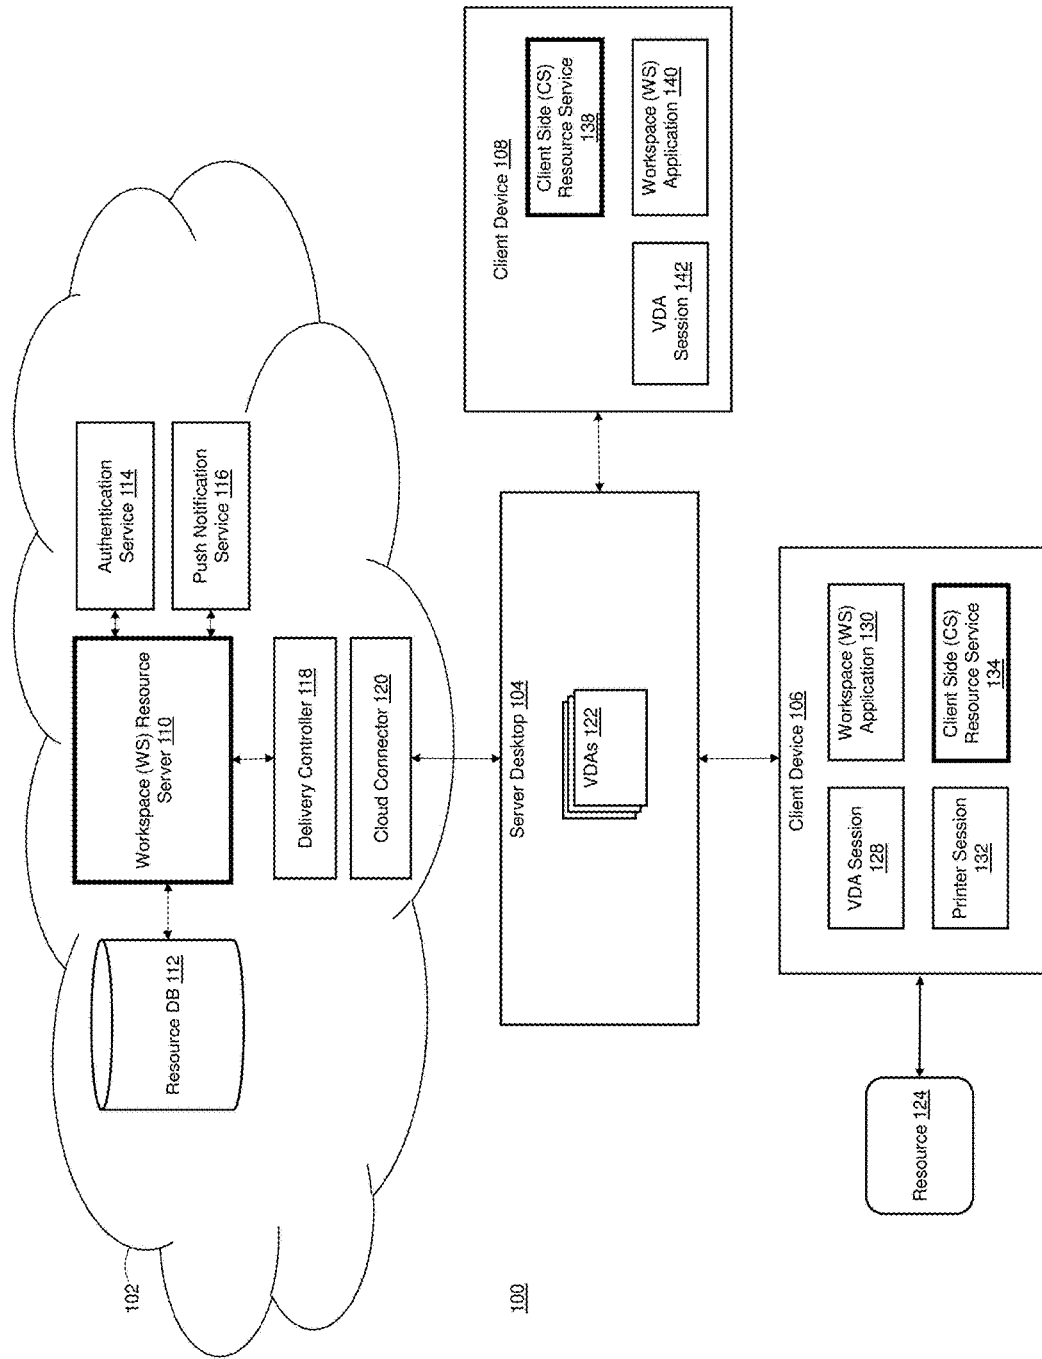 102
Resource DB 112
Workspace (WS) Resource
Server 110
Authentication
Service 114
Push Notification
Service 116
Delivery Controller 118
Cloud Connector 120
100
Server Desktop 104
VDAs 122
Client Device 108
VDA
Session 142
Client Side (CS)
Resource Service
138
Workspace (WS)
Application 140
Resource 124
Client Device 106
VDA Session
128
Workspace (WS)
Application 130
Printer Session
132
Client Side (CS)
Resource Service
134